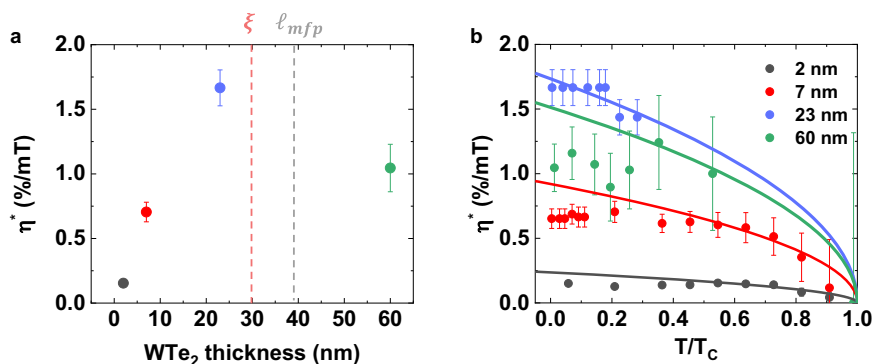 ξ ℓmfp
a
2.0
1.5
1.0
0.5
0.0
η* (%/mT)
0 10 20 30 40 50 60
WTe₂ thickness (nm)
b
2.0
1.5
1.0
0.5
0.0
η* (%/mT)
2 nm
7 nm
23 nm
60 nm
0.0 0.2 0.4 0.6 0.8 1.0
T/T_C